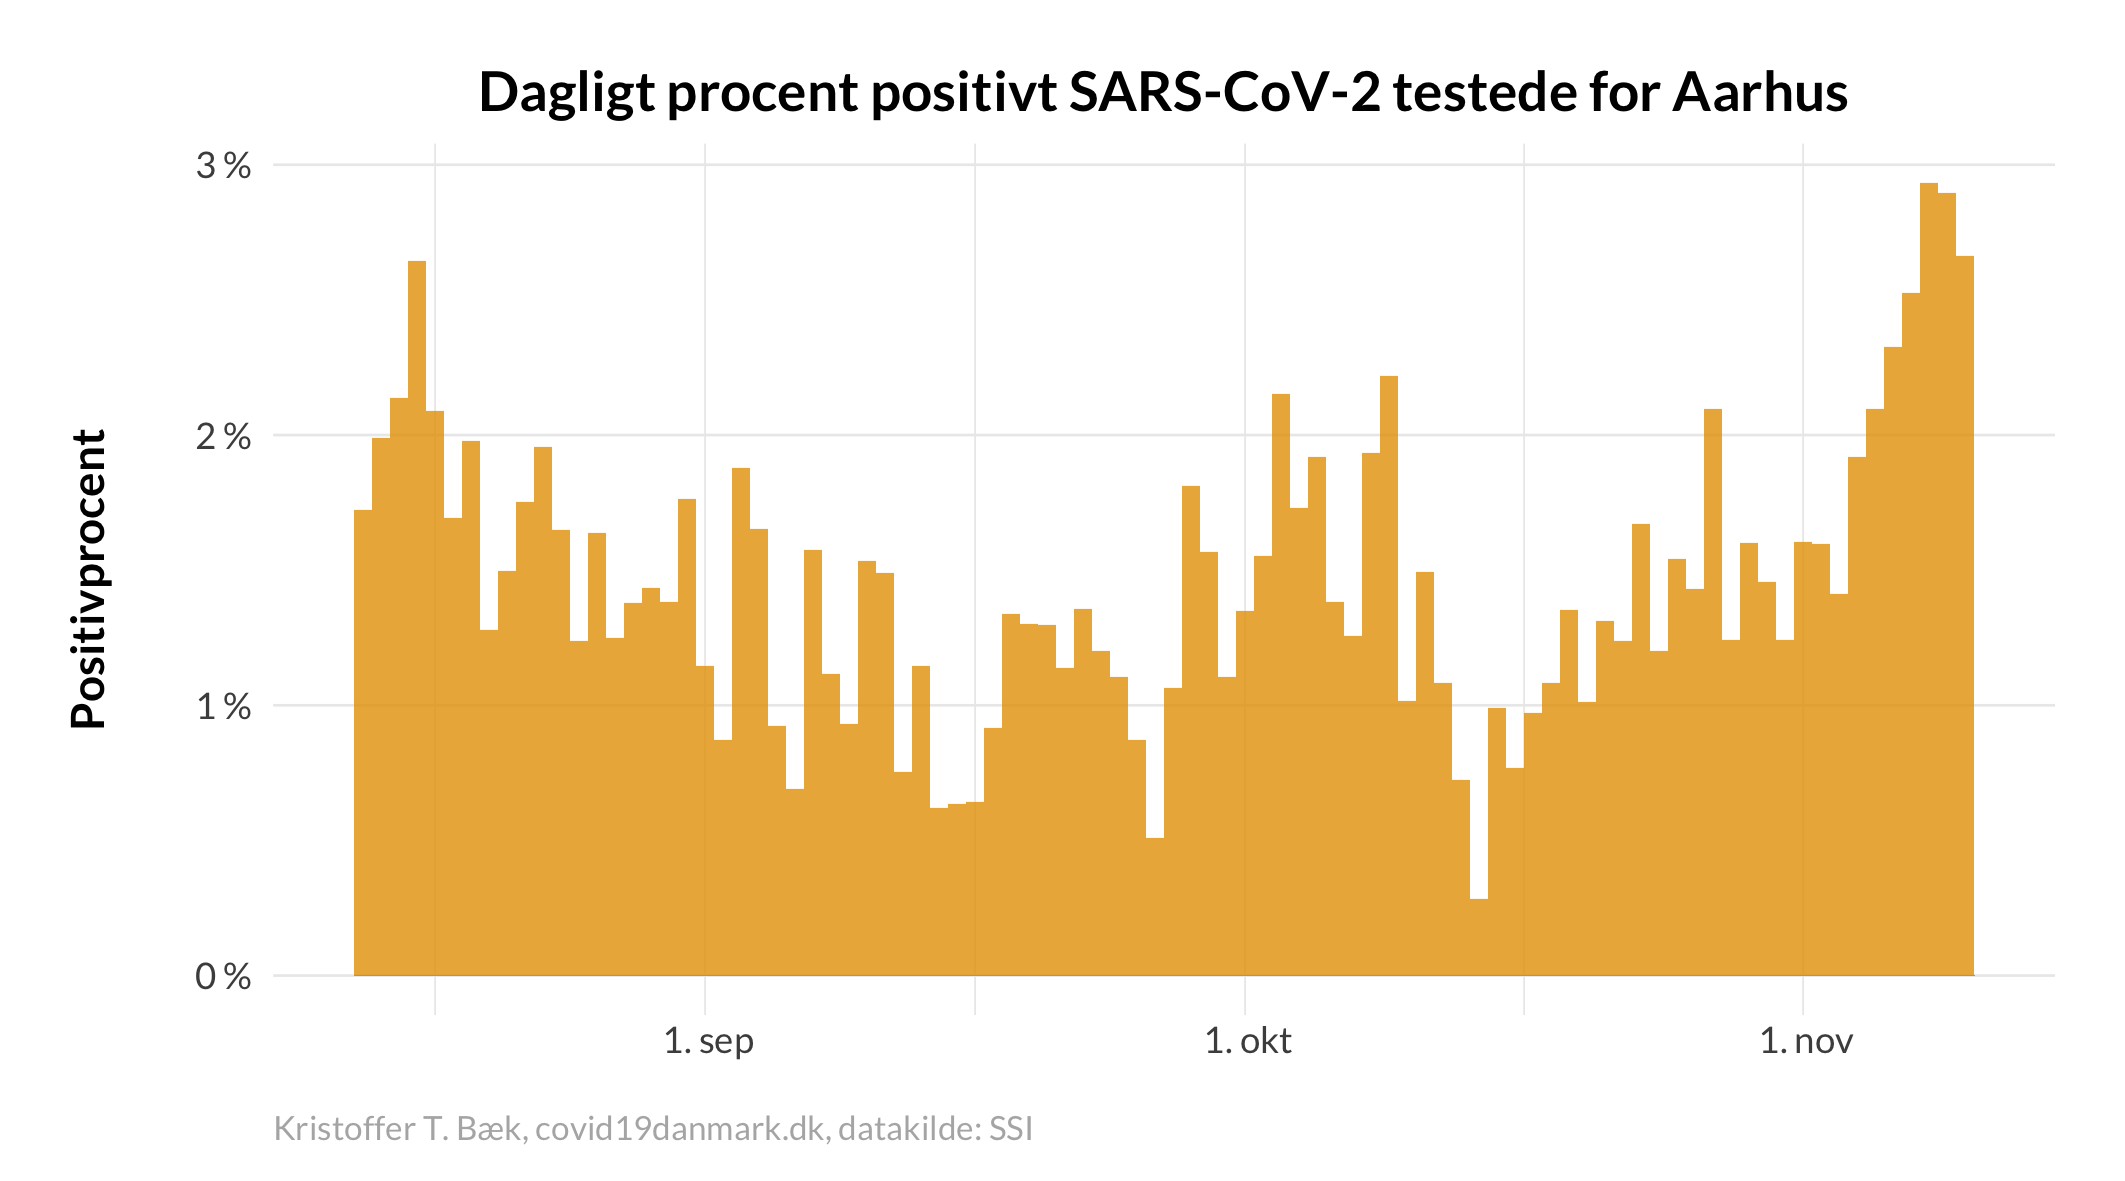 Dagligt procent positivt SARS-CoV-2 testede for Aarhus
Positivprocent
3 %
2 %
1 %
0 %
1. sep
1. okt
1. nov
Kristoffer T. Bæk, covid19danmark.dk, datakilde: SSI